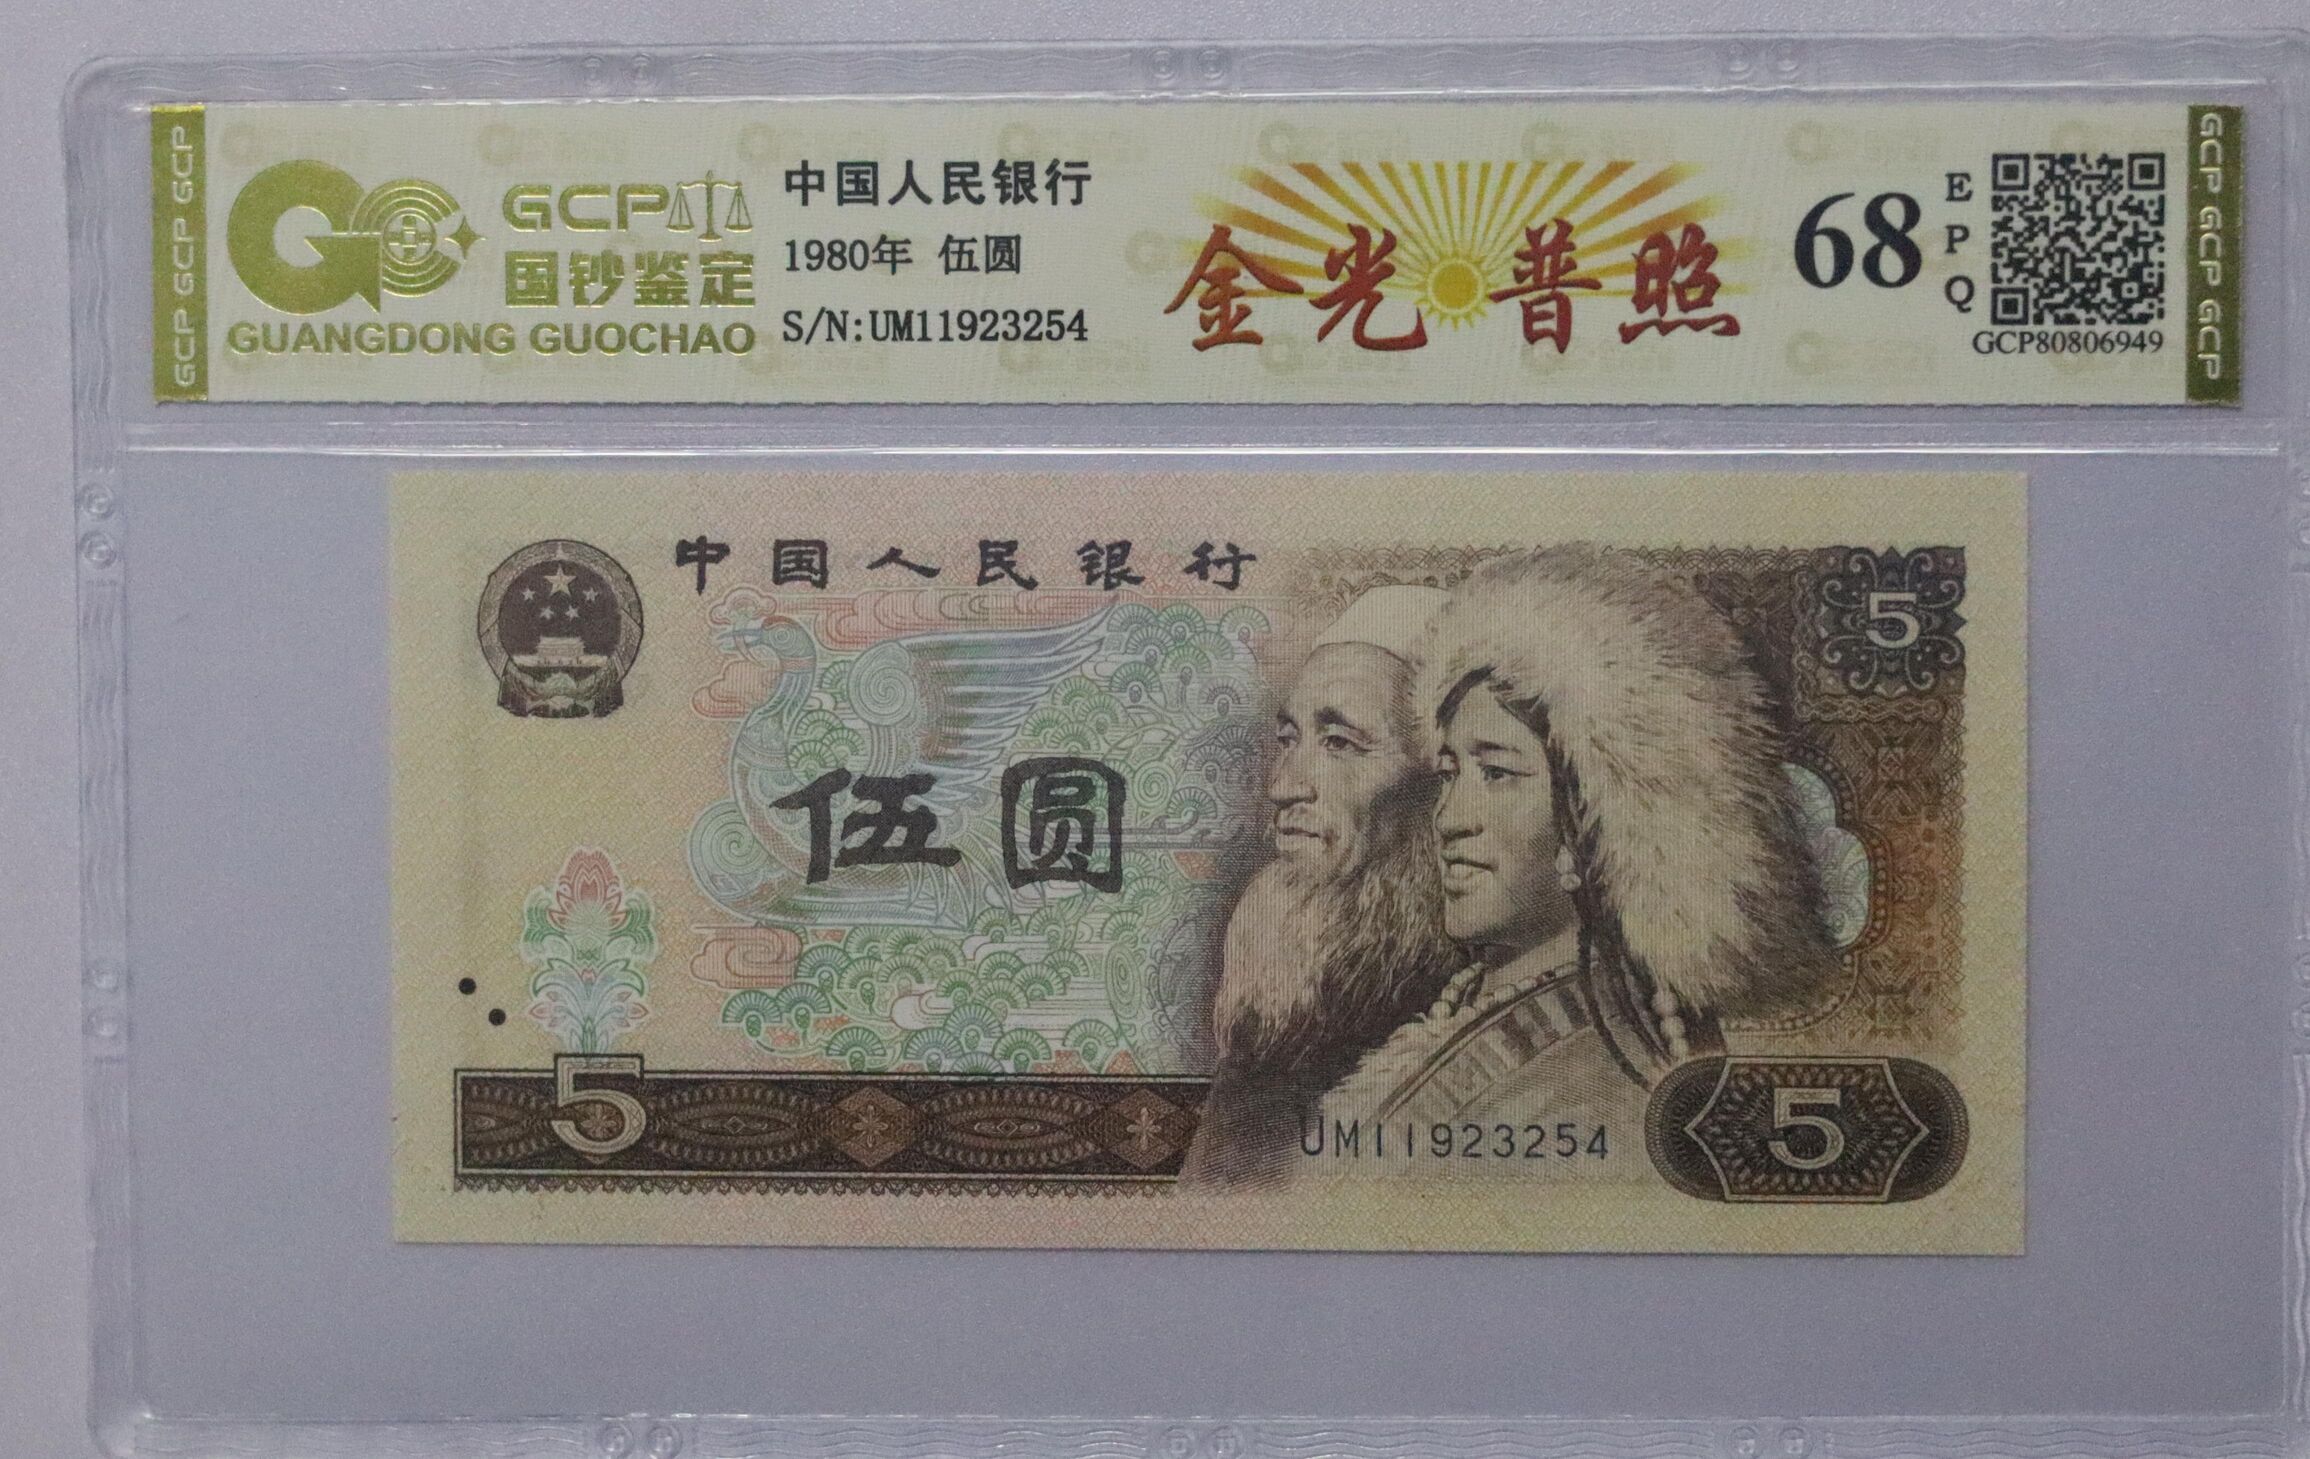 GCP GCP GCP
GCP
国钞鉴定
GUANGDONG GUOCHAO
中国人民银行
1980年 伍圆
S/N:UM11923254
金光普照
68
EPQ
GCP80806949
GCP GCP GCP
中国人民银行
5
伍圆
5
UM11923254
5